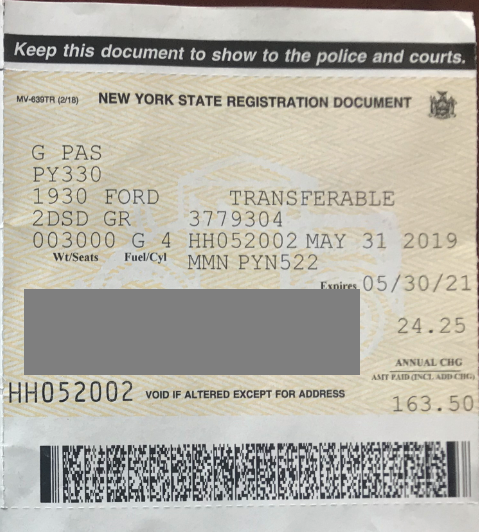 Keep this document to show to the police and courts.
MV-639TR (2/18) NEW YORK STATE REGISTRATION DOCUMENT
G PAS
PY330
1930 FORD TRANSFERABLE
2DSD GR 3779304
003000 G 4 HH052002 MAY 31 2019
Wt/Seats Fuel/Cyl MMN PYN522
Expires 05/30/21
24.25
ANNUAL CHG
AMT PAID (INCL ADD CHG)
HH052002 VOID IF ALTERED EXCEPT FOR ADDRESS
163.50